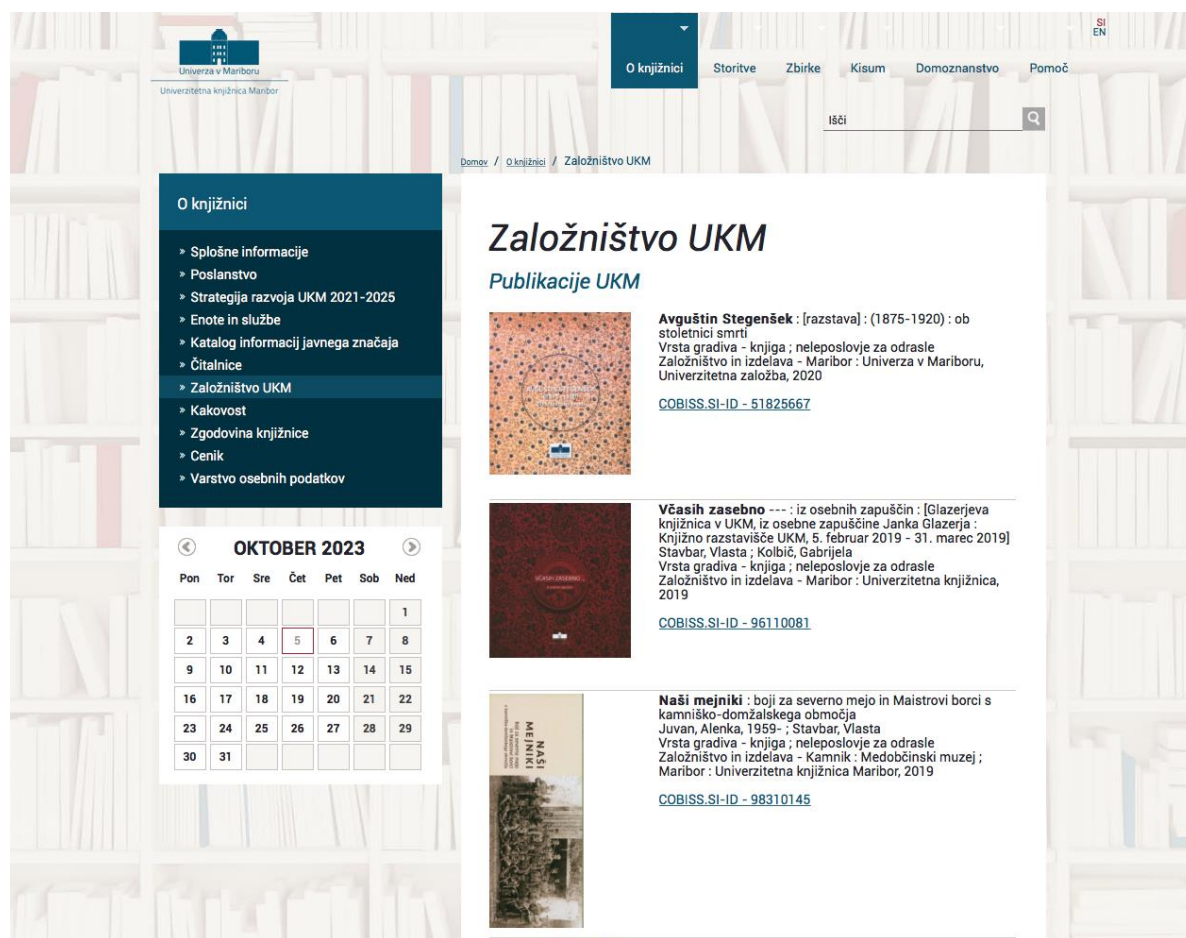 SI
EN
Univerza v Mariboru
Univerzitetna knjižnica Maribor
O knjižnici
Storitve
Zbirke
Kisum
Domoznanstvo
Pomoč
Išči
Domov / O knjižnici / Založništvo UKM
O knjižnici
» Splošne informacije
» Poslanstvo
» Strategija razvoja UKM 2021-2025
» Enote in službe
» Katalog informacij javnega značaja
» Čitalnice
» Založništvo UKM
» Kakovost
» Zgodovina knjižnice
» Cenik
» Varstvo osebnih podatkov
OKTOBER 2023
Pon Tor Sre Čet Pet Sob Ned
1
2 3 4 5 6 7 8
9 10 11 12 13 14 15
16 17 18 19 20 21 22
23 24 25 26 27 28 29
30 31
Založništvo UKM
Publikacije UKM
Avguštin Stegenšek : [razstava] : (1875-1920) : ob
stoletnici smrti
Vrsta gradiva - knjiga ; neleposlovje za odrasle
Založništvo in izdelava - Maribor : Univerza v Mariboru,
Univerzitetna založba, 2020
COBISS.SI-ID - 51825667
VČASIH ZASEBNO
Včasih zasebno --- : iz osebnih zapuščin : [Glazerjeva
knjižnica v UKM, iz osebne zapuščine Janka Glazerja :
Knjižno razstavišče UKM, 5. februar 2019 - 31. marec 2019]
Stavbar, Vlasta ; Kolbič, Gabrijela
Vrsta gradiva - knjiga ; neleposlovje za odrasle
Založništvo in izdelava - Maribor : Univerzitetna knjižnica,
2019
COBISS.SI-ID - 96110081
NAŠI
MEJNIKI
Naši mejniki : boji za severno mejo in Maistrovi borci s
kamniško-domžalskega območja
Juvan, Alenka, 1959- ; Stavbar, Vlasta
Vrsta gradiva - knjiga ; neleposlovje za odrasle
Založništvo in izdelava - Kamnik : Medobčinski muzej ;
Maribor : Univerzitetna knjižnica Maribor, 2019
COBISS.SI-ID - 98310145